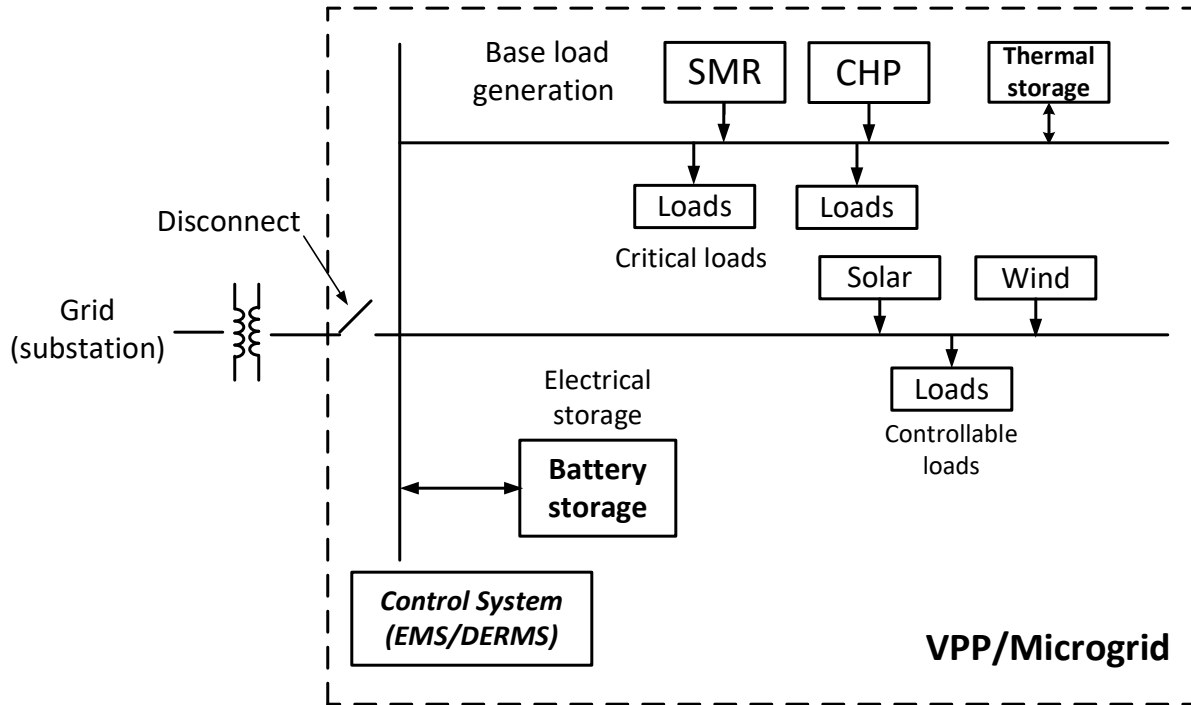 Base load
generation
SMR
CHP
Thermal
storage
Loads
Loads
Critical loads
Disconnect
Solar
Wind
Grid
(substation)
Loads
Controllable
loads
Electrical
storage
Battery
storage
Control System
(EMS/DERMS)
VPP/Microgrid